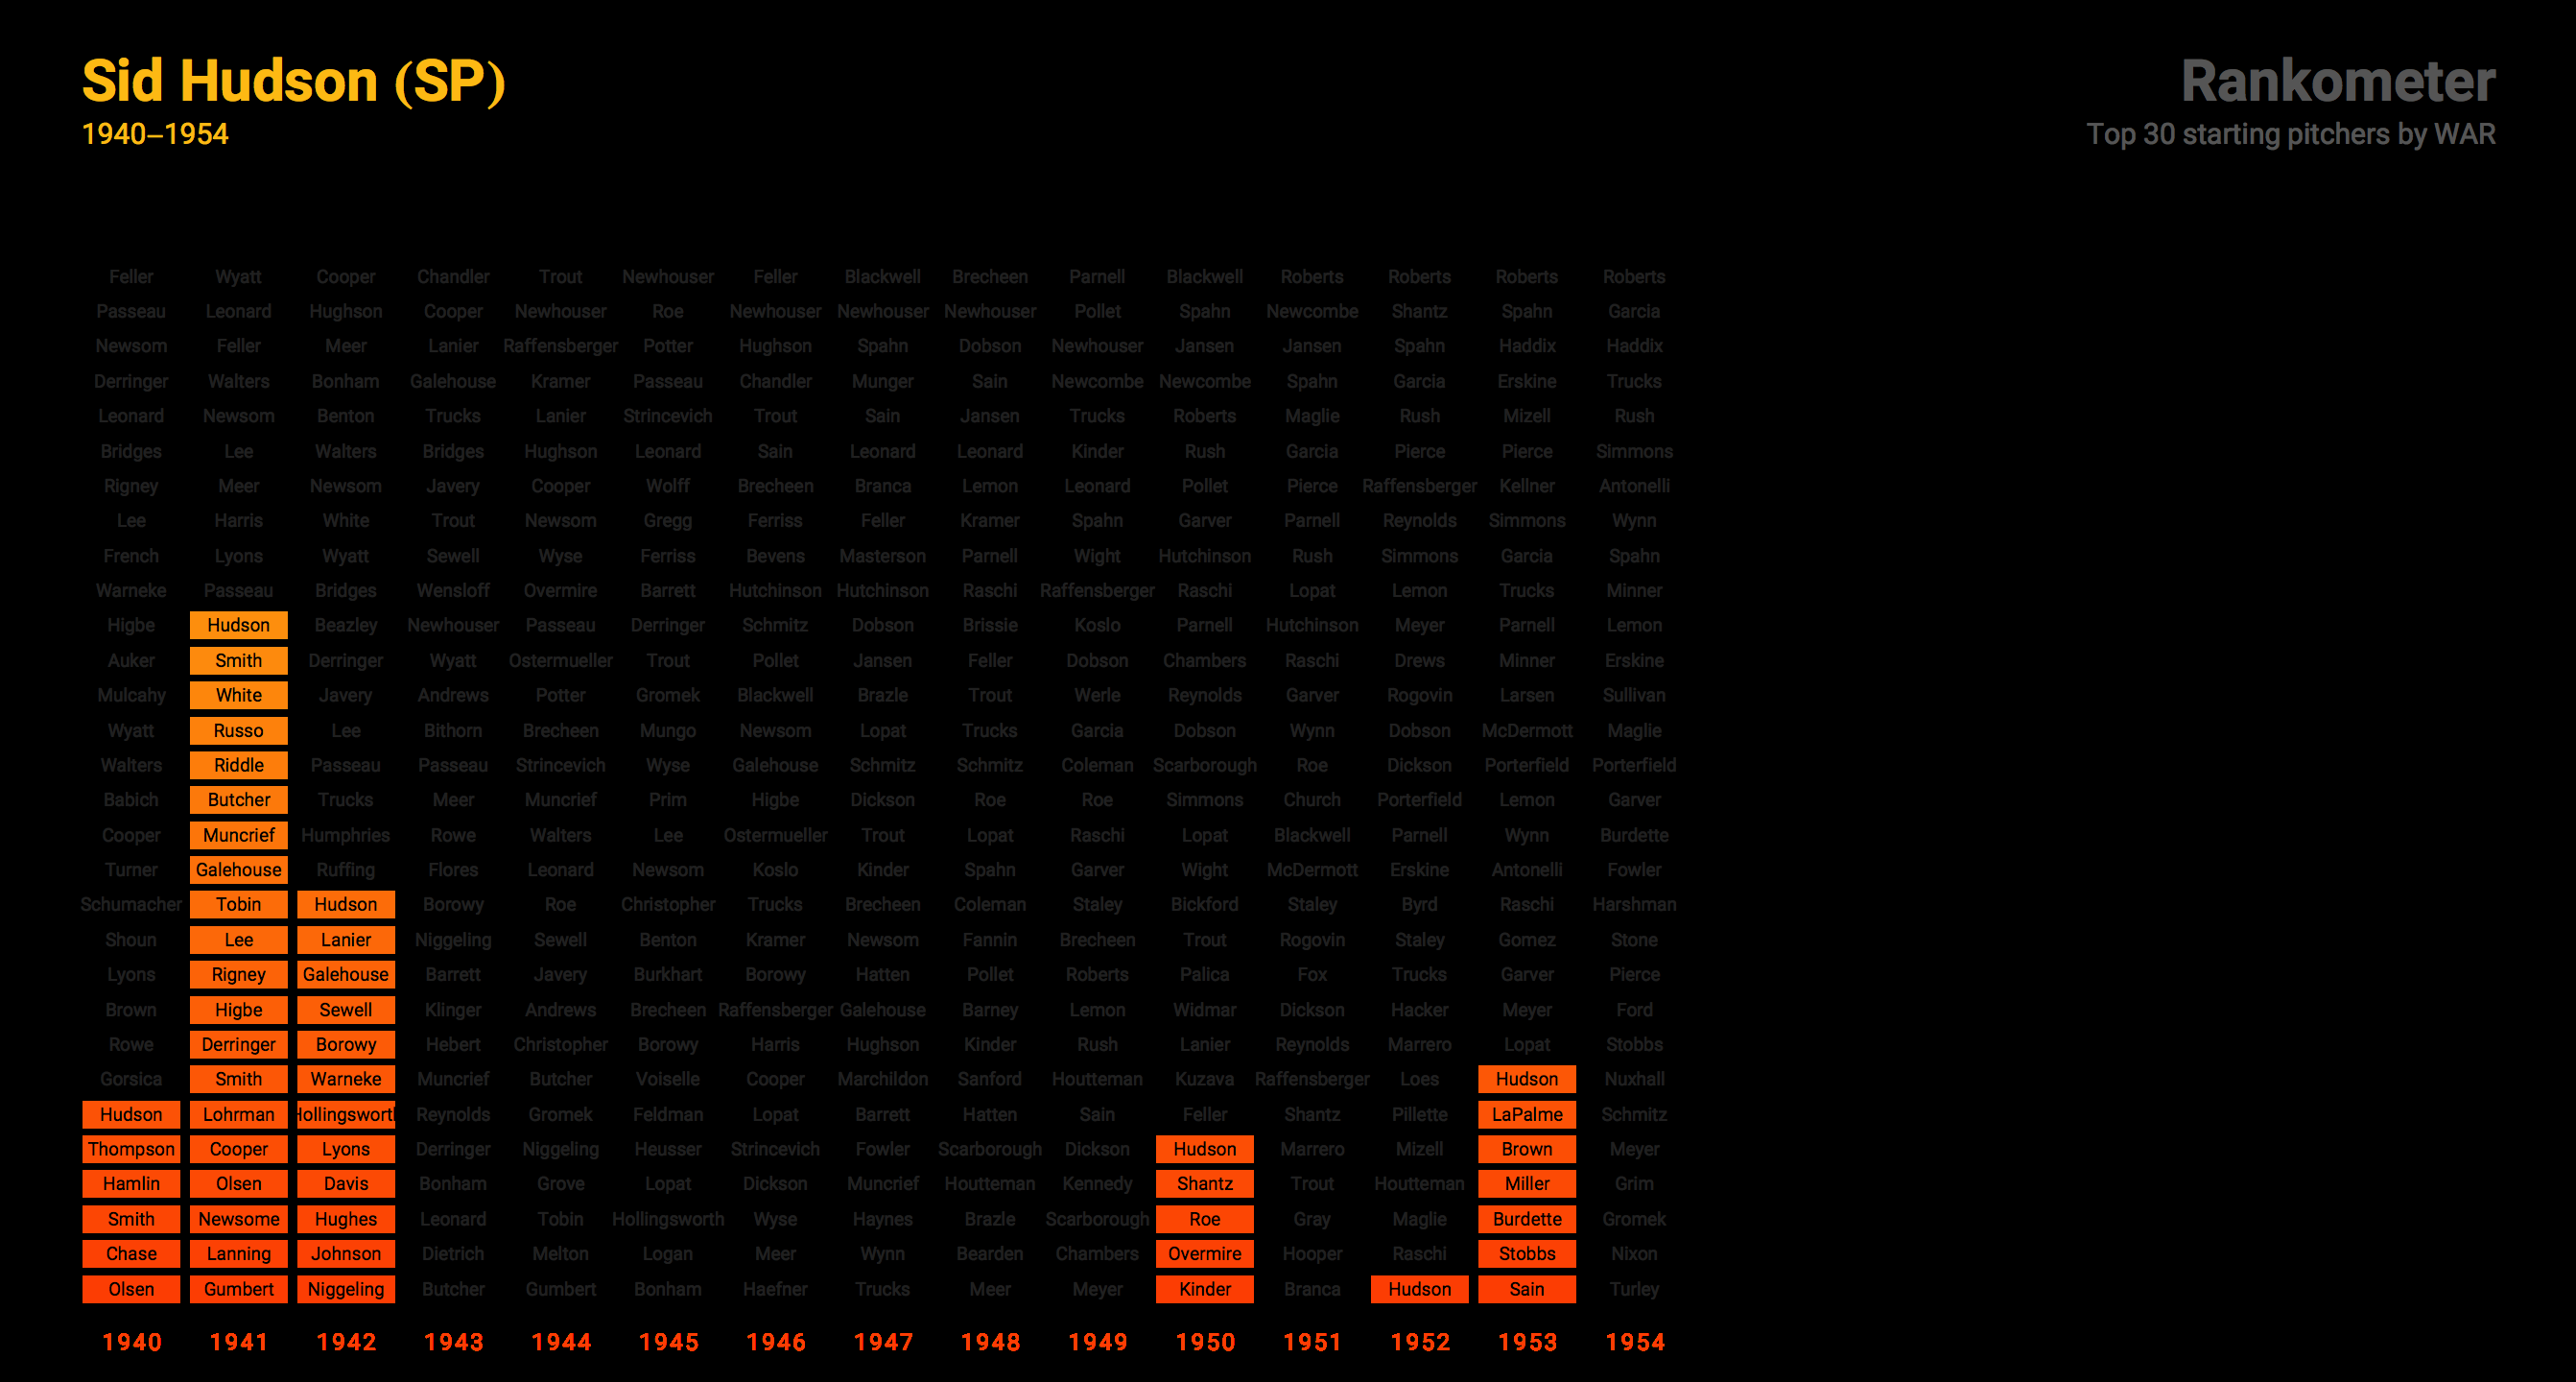 Sid Hudson (SP)
1940–1954
Rankometer
Top 30 starting pitchers by WAR
Feller Wyatt Cooper Chandler Trout Newhouser Feller Blackwell Brecheen Parnell Blackwell Roberts Roberts Roberts Roberts
Passeau Leonard Hughson Cooper Newhouser Roe Newhouser Newhouser Newhouser Pollet Spahn Newcombe Shantz Spahn Garcia
Newsom Feller Meer Lanier Raffensberger Potter Hughson Spahn Dobson Newhouser Jansen Jansen Spahn Haddix Haddix
Derringer Walters Bonham Galehouse Kramer Passeau Chandler Munger Sain Newcombe Newcombe Spahn Garcia Erskine Trucks
Leonard Newsom Benton Trucks Lanier Strincevich Trout Sain Jansen Trucks Roberts Maglie Rush Mizell Rush
Bridges Lee Walters Bridges Hughson Leonard Sain Leonard Leonard Kinder Rush Garcia Pierce Pierce Simmons
Rigney Meer Newsom Javery Cooper Wolff Brecheen Branca Lemon Leonard Pollet Pierce Raffensberger Kellner Antonelli
Lee Harris White Trout Newsom Gregg Ferriss Feller Kramer Spahn Garver Parnell Reynolds Simmons Wynn
French Lyons Wyatt Sewell Wyse Ferriss Bevens Masterson Parnell Wight Hutchinson Rush Simmons Garcia Spahn
Warneke Passeau Bridges Wensloff Overmire Barrett Hutchinson Hutchinson Raschi Raffensberger Raschi Lopat Lemon Trucks Minner
Higbe Hudson Beazley Newhouser Passeau Derringer Schmitz Dobson Brissie Koslo Parnell Hutchinson Meyer Parnell Lemon
Auker Smith Derringer Wyatt Ostermueller Trout Pollet Jansen Feller Dobson Chambers Raschi Drews Minner Erskine
Mulcahy White Javery Andrews Potter Gromek Blackwell Brazle Trout Werle Reynolds Garver Rogovin Larsen Sullivan
Wyatt Russo Lee Bithorn Brecheen Mungo Newsom Lopat Trucks Garcia Dobson Wynn Dobson McDermott Maglie
Walters Riddle Passeau Passeau Strincevich Wyse Galehouse Schmitz Schmitz Coleman Scarborough Roe Dickson Porterfield Porterfield
Babich Butcher Trucks Meer Muncrief Prim Higbe Dickson Roe Roe Simmons Church Porterfield Lemon Garver
Cooper Muncrief Humphries Rowe Walters Lee Ostermueller Trout Lopat Raschi Lopat Blackwell Parnell Wynn Burdette
Turner Galehouse Ruffing Flores Leonard Newsom Koslo Kinder Spahn Garver Wight McDermott Erskine Antonelli Fowler
Schumacher Tobin Hudson Borowy Roe Christopher Trucks Brecheen Coleman Staley Bickford Staley Byrd Raschi Harshman
Shoun Lee Lanier Niggeling Sewell Benton Kramer Newsom Fannin Brecheen Trout Rogovin Staley Gomez Stone
Lyons Rigney Galehouse Barrett Javery Burkhart Borowy Hatten Pollet Roberts Palica Fox Trucks Garver Pierce
Brown Higbe Sewell Klinger Andrews Brecheen Raffensberger Galehouse Barney Lemon Widmar Dickson Hacker Meyer Ford
Rowe Derringer Borowy Hebert Christopher Borowy Harris Hughson Kinder Rush Lanier Reynolds Marrero Lopat Stobbs
Gorsica Smith Warneke Muncrief Butcher Voiselle Cooper Marchildon Sanford Houtteman Kuzava Raffensberger Loes Hudson Nuxhall
Hudson Lohrman Hollingsworth Reynolds Gromek Feldman Lopat Barrett Hatten Sain Feller Shantz Pillette LaPalme Schmitz
Thompson Cooper Lyons Derringer Niggeling Heusser Strincevich Fowler Scarborough Dickson Hudson Marrero Mizell Brown Meyer
Hamlin Olsen Davis Bonham Grove Lopat Dickson Muncrief Houtteman Kennedy Shantz Trout Houtteman Miller Grim
Smith Newsome Hughes Leonard Tobin Hollingsworth Wyse Haynes Brazle Scarborough Roe Gray Maglie Burdette Gromek
Chase Lanning Johnson Dietrich Melton Logan Meer Wynn Bearden Chambers Overmire Hooper Raschi Stobbs Nixon
Olsen Gumbert Niggeling Butcher Gumbert Bonham Haefner Trucks Meer Meyer Kinder Branca Hudson Sain Turley
1940 1941 1942 1943 1944 1945 1946 1947 1948 1949 1950 1951 1952 1953 1954